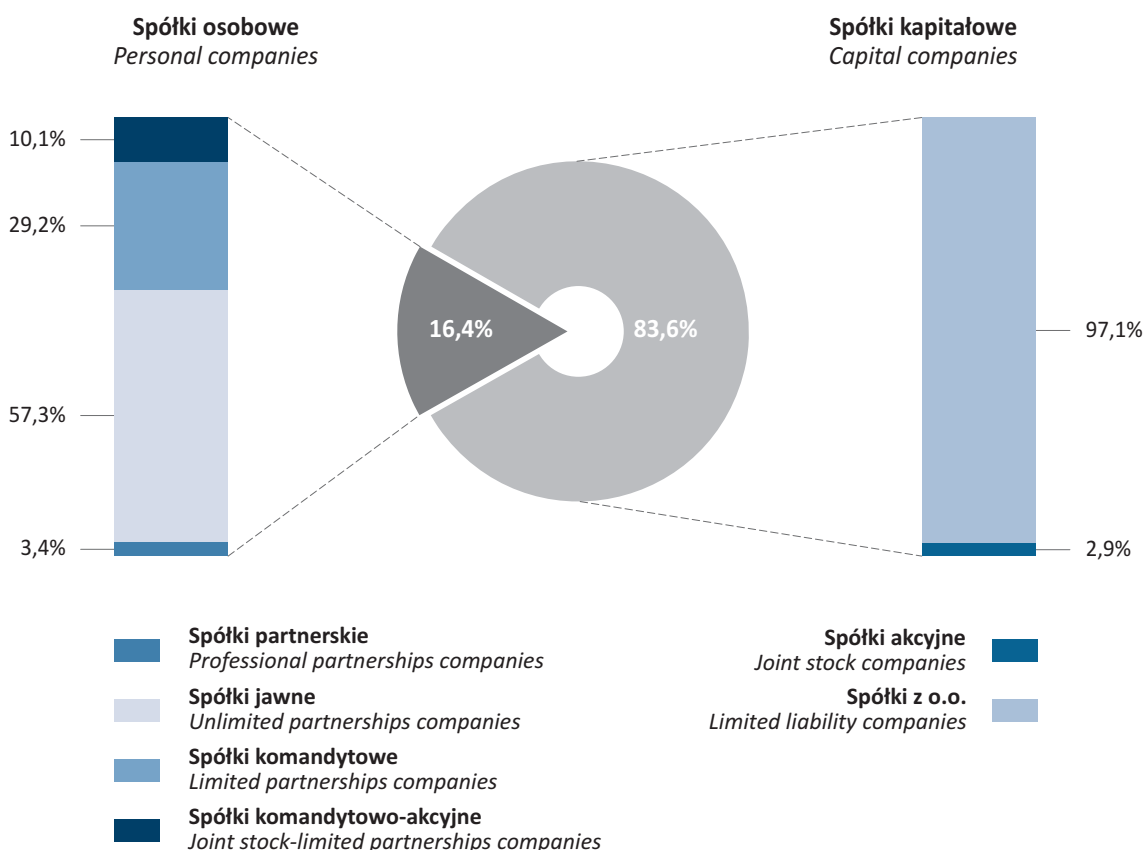 Spółki osobowe
Personal companies
Spółki kapitałowe
Capital companies
10,1%
29,2%
57,3%
3,4%
16,4%
83,6%
97,1%
2,9%
Spółki partnerskie
Professional partnerships companies
Spółki jawne
Unlimited partnerships companies
Spółki komandytowe
Limited partnerships companies
Spółki komandytowo-akcyjne
Joint stock-limited partnerships companies
Spółki akcyjne
Joint stock companies
Spółki z o.o.
Limited liability companies